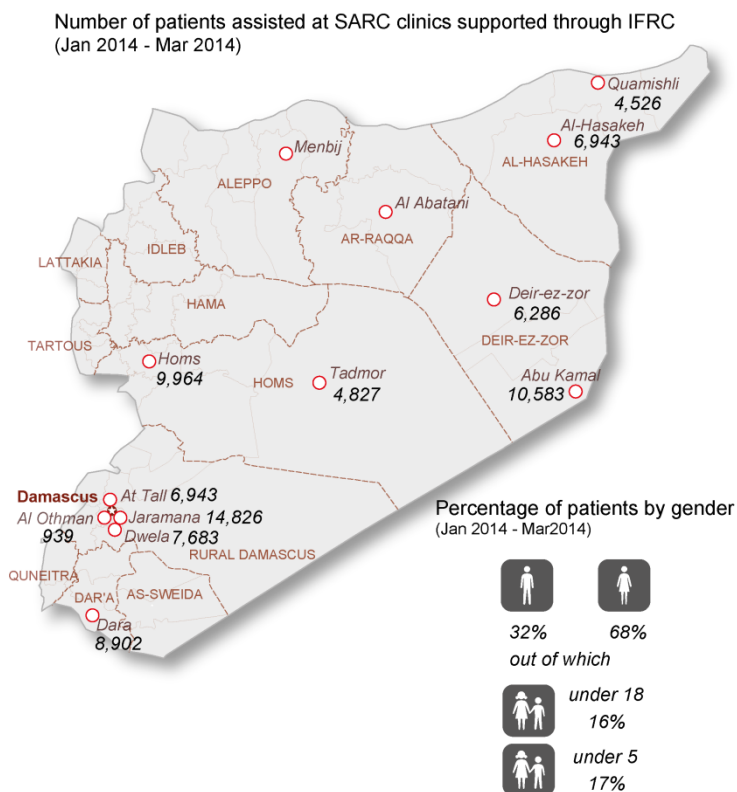 Number of patients assisted at SARC clinics supported through IFRC
(Jan 2014 - Mar 2014)
Quamishli
4,526
Al-Hasakeh
6,943
AL-HASAKEH
Menbij
ALEPPO
Al Abatani
AR-RAQQA
IDLEB
LATTAKIA
HAMA
Deir-ez-zor
6,286
DEIR-EZ-ZOR
TARTOUS
Homs
9,964
HOMS
Tadmor
4,827
Abu Kamal
10,583
Damascus
At Tall 6,943
Al Othman
939
Jaramana 14,826
Dwela 7,683
RURAL DAMASCUS
QUNEITRA
DAR'A
AS-SWEIDA
Dara
8,902
Percentage of patients by gender
(Jan 2014 - Mar2014)
32%
68%
out of which
under 18
16%
under 5
17%